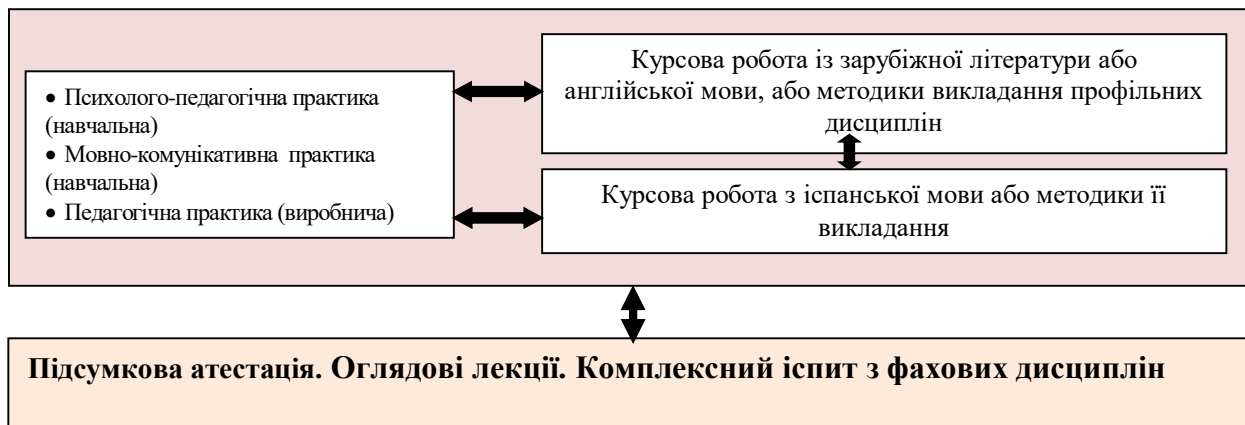 • Психолого-педагогічна практика
(навчальна)
• Мовно-комунікативна практика
(навчальна)
• Педагогічна практика (виробнича)
Курсова робота із зарубіжної літератури або
англійської мови, або методики викладання профільних
дисциплін
Курсова робота з іспанської мови або методики її
викладання
Підсумкова атестація. Оглядові лекції. Комплексний іспит з фахових дисциплін